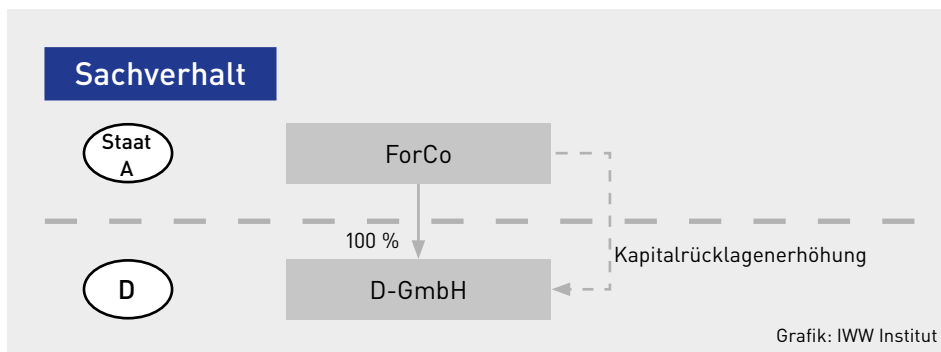 Sachverhalt
Staat
A
ForCo
100 %
Kapitalrücklagenerhöhung
D
D-GmbH
Grafik: IWW Institut